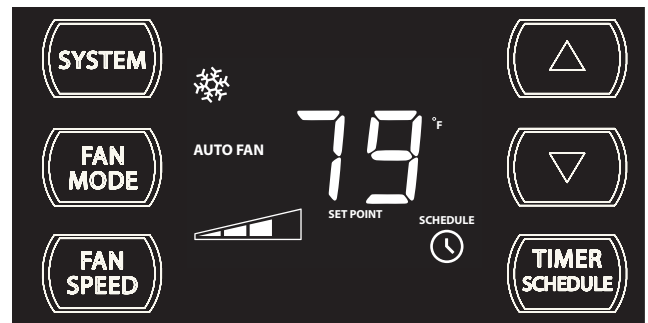 SYSTEM
FAN
MODE
FAN
SPEED
AUTO FAN
79 °F
SET POINT
SCHEDULE
TIMER
SCHEDULE